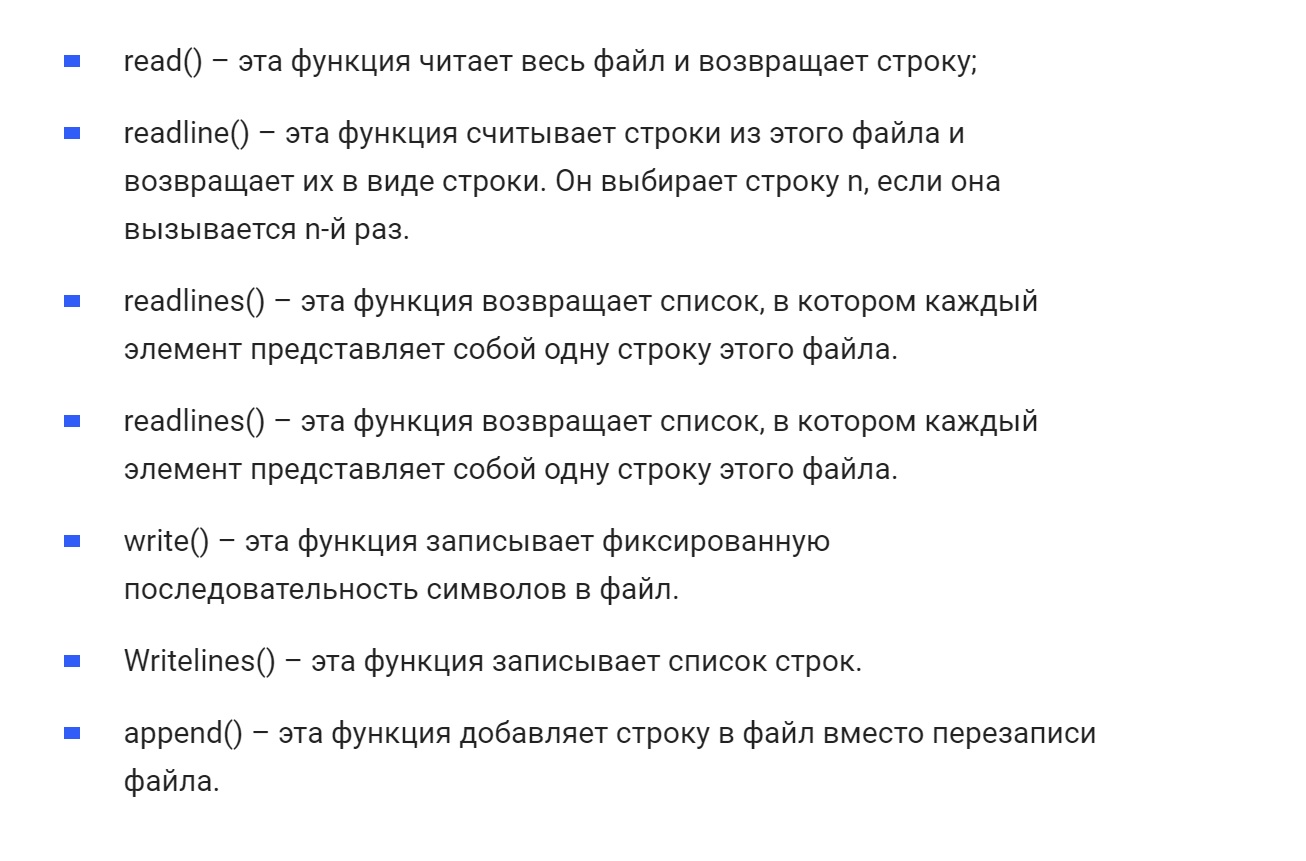 read() – эта функция читает весь файл и возвращает строку;
readline() – эта функция считывает строки из этого файла и
возвращает их в виде строки. Он выбирает строку n, если она
вызывается n-й раз.
readlines() – эта функция возвращает список, в котором каждый
элемент представляет собой одну строку этого файла.
readlines() – эта функция возвращает список, в котором каждый
элемент представляет собой одну строку этого файла.
write() – эта функция записывает фиксированную
последовательность символов в файл.
Writelines() – эта функция записывает список строк.
append() – эта функция добавляет строку в файл вместо перезаписи
файла.